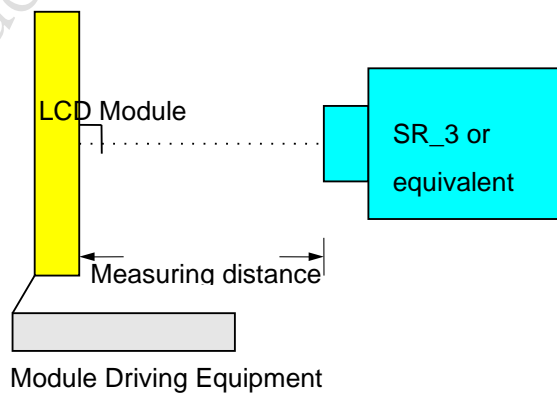 LCD Module
SR_3 or
equivalent
Measuring distance
Module Driving Equipment